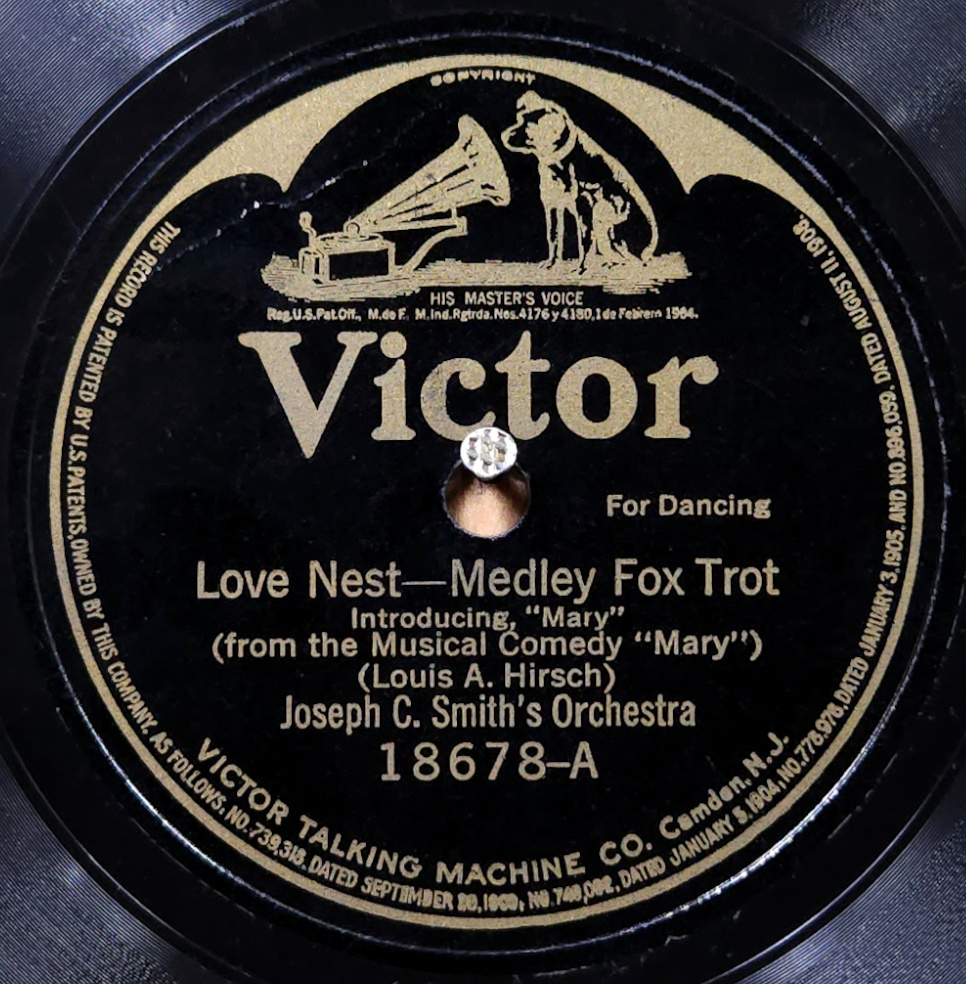 COPYRIGHT
HIS MASTER'S VOICE
Reg.U.S.Pat.Off., M.de F. M.Ind.Rgtrda.Nos.4176 y 4180,1 de Febrero 1904.
Victor
For Dancing
Love Nest—Medley Fox Trot
Introducing, “Mary”
(from the Musical Comedy “Mary”)
(Louis A. Hirsch)
Joseph C. Smith's Orchestra
18678–A
VICTOR TALKING MACHINE CO. Camden, N.J.
THIS RECORD IS PATENTED BY U.S. PATENTS, OWNED BY THIS COMPANY, AS FOLLOWS: NO. 739,318, DATED SEPTEMBER 1903; NO. DATED JANUARY 5, 1904, NO. 778,976, DATED JANUARY 3, 1905, AND NO. 896,059, DATED AUGUST 11, 1908.